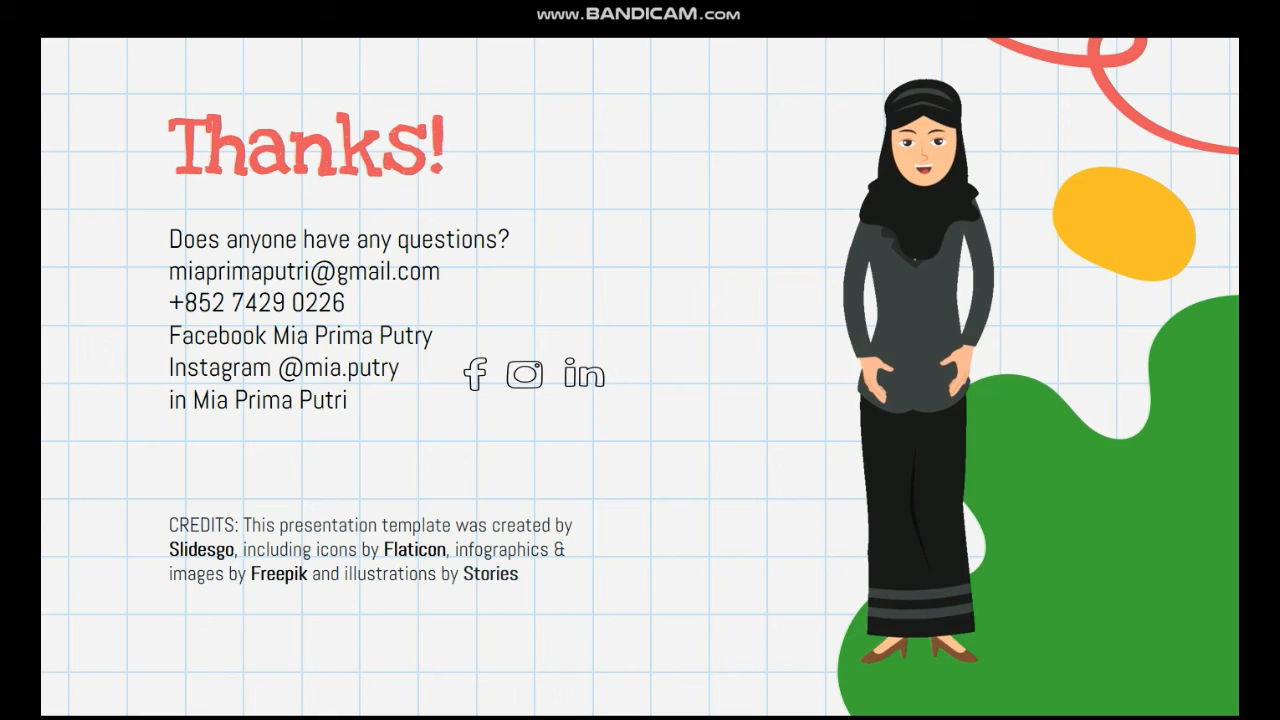 www.BANDICAM.com
Thanks!
Does anyone have any questions?
miaprimaputri@gmail.com
+852 7429 0226
Facebook Mia Prima Putry
Instagram @mia.putry
in Mia Prima Putri
CREDITS: This presentation template was created by
Slidesgo, including icons by Flaticon, infographics &
images by Freepik and illustrations by Stories